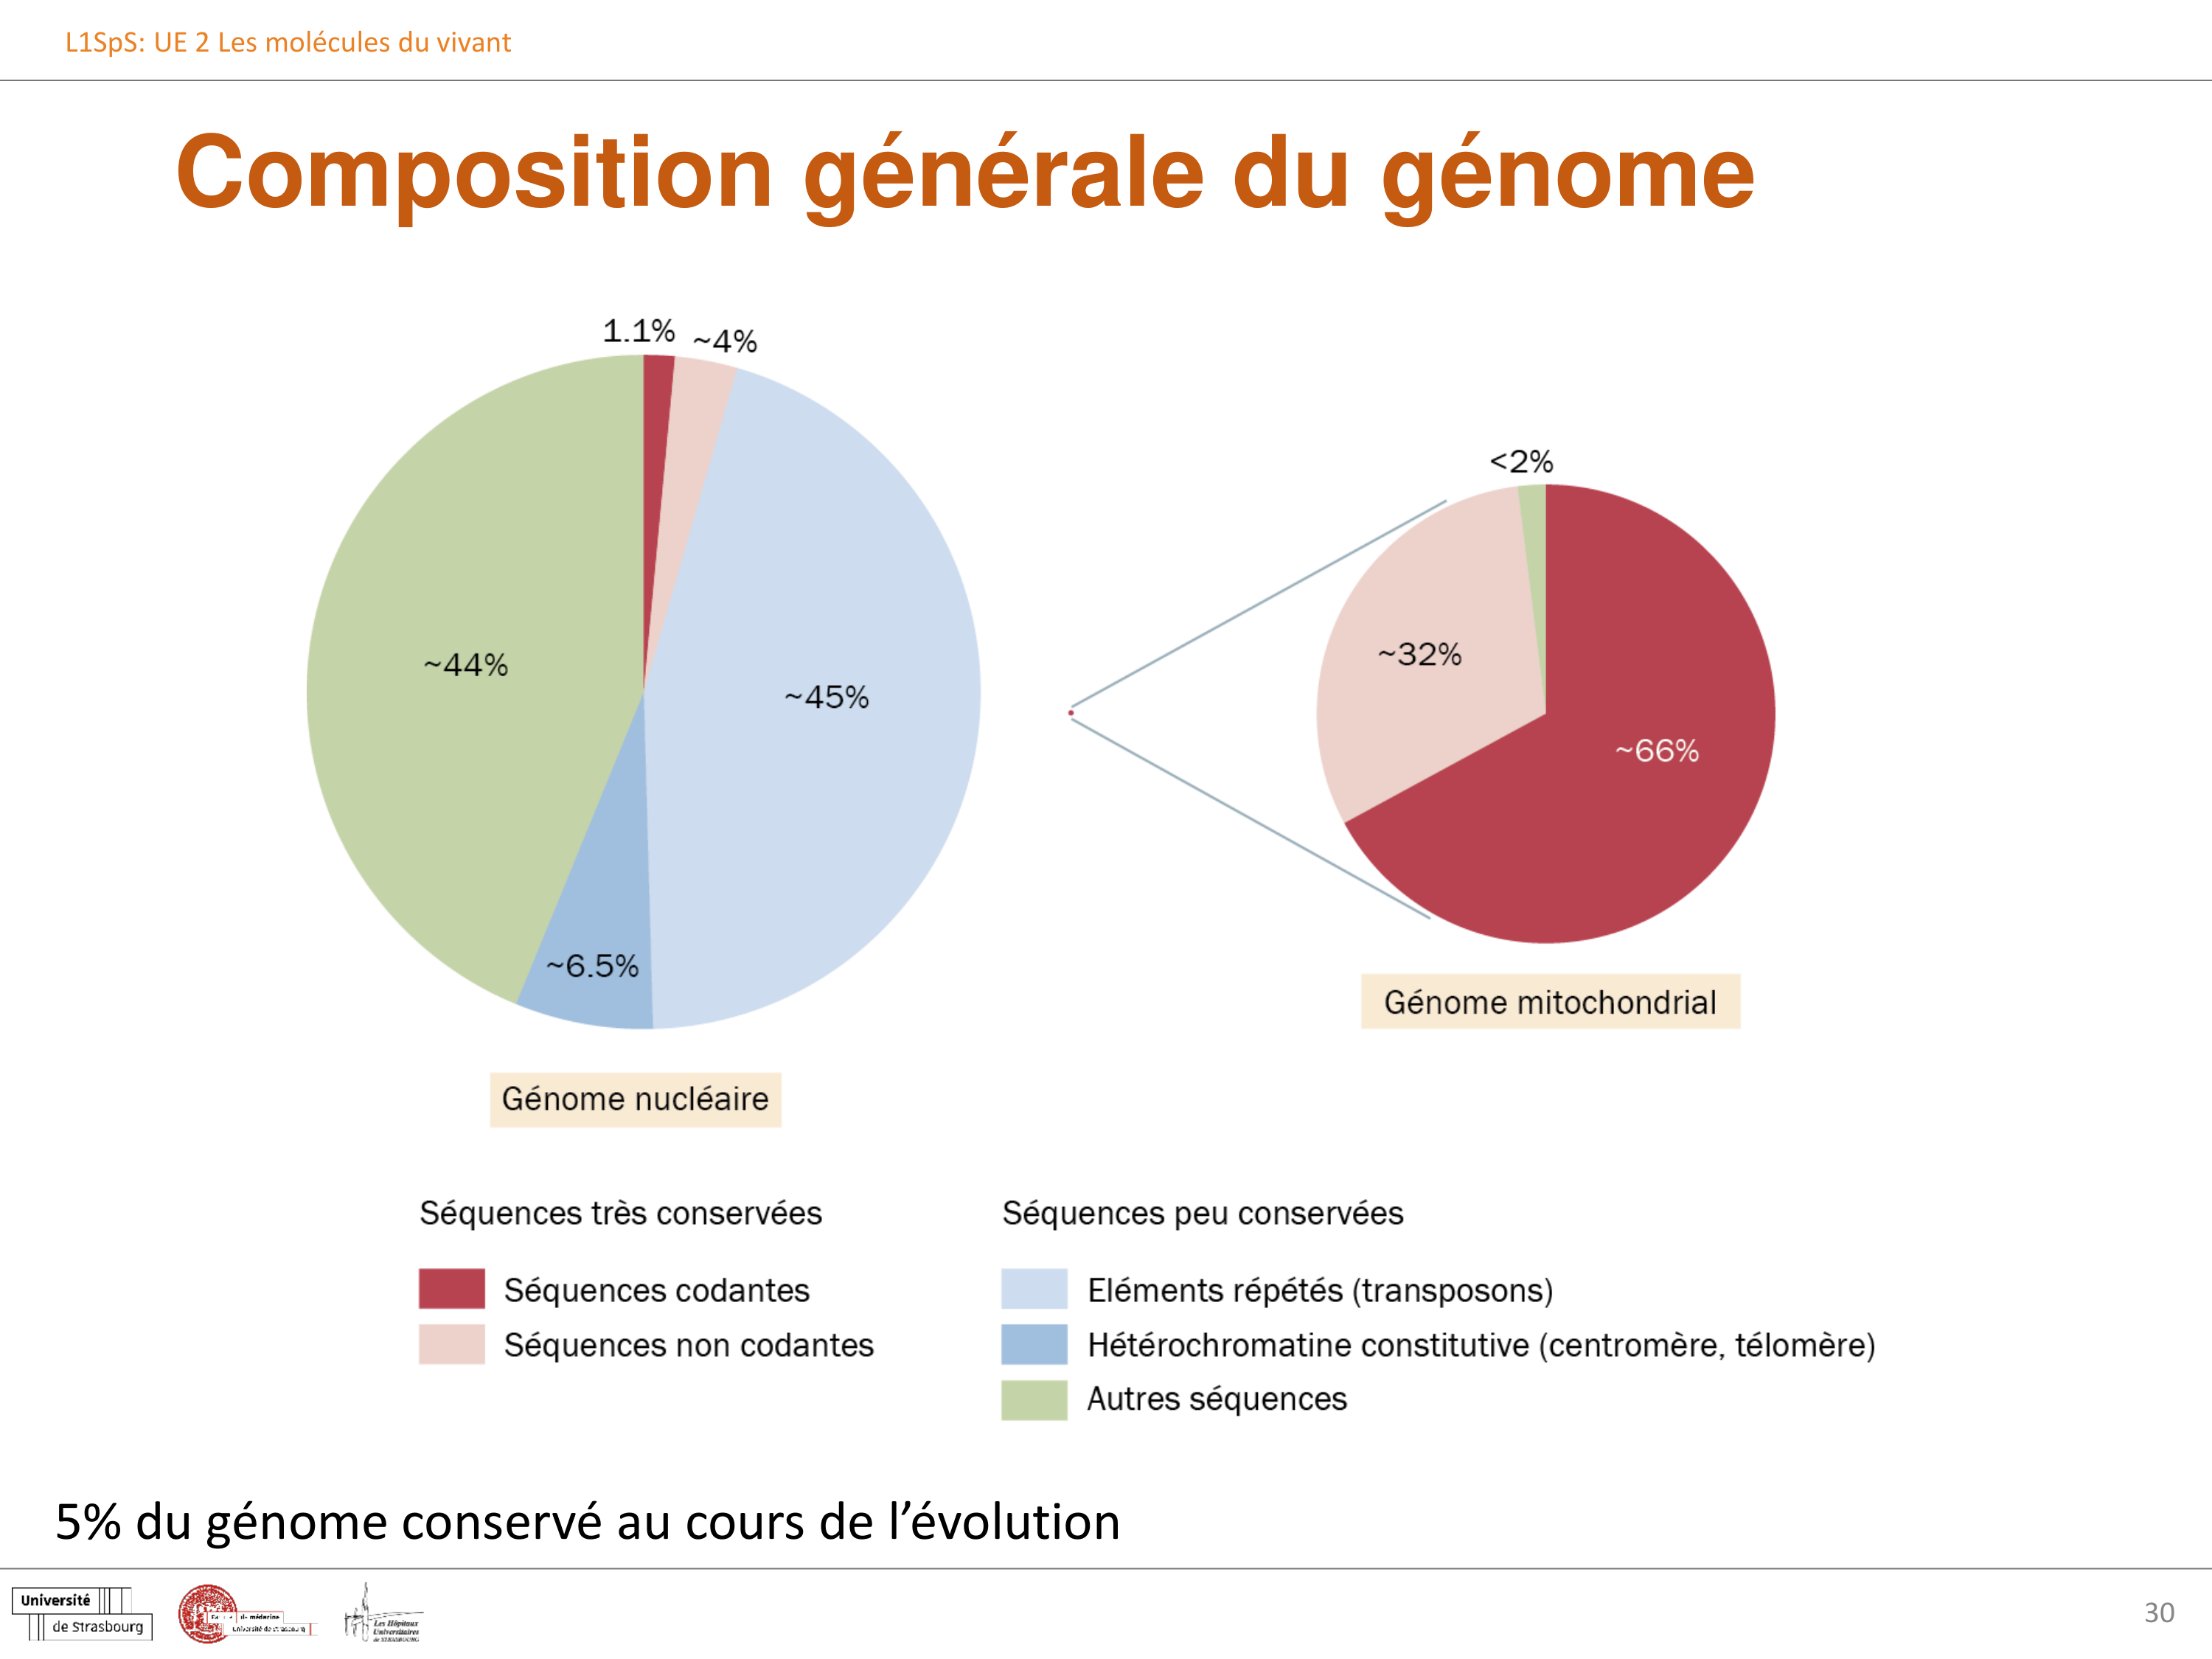 L1SpS: UE 2 Les molécules du vivant
Composition générale du génome
1.1%
~4%
~44%
~45%
~6.5%
Génome nucléaire
<2%
~32%
~66%
Génome mitochondrial
Séquences très conservées
Séquences codantes
Séquences non codantes
Séquences peu conservées
Eléments répétés (transposons)
Hétérochromatine constitutive (centromère, télomère)
Autres séquences
5% du génome conservé au cours de l’évolution
Université
de Strasbourg
de médecine
Université de Strasbourg
Les Hôpitaux
Universitaires
de STRASBOURG
30